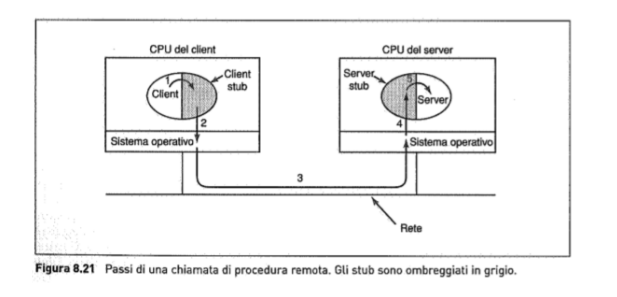 CPU del client
CPU del server
1
Client
Client
stub
Server
stub
5
Server
2
4
Sistema operativo
Sistema operativo
3
Rete
Figura 8.21 Passi di una chiamata di procedura remota. Gli stub sono ombreggiati in grigio.